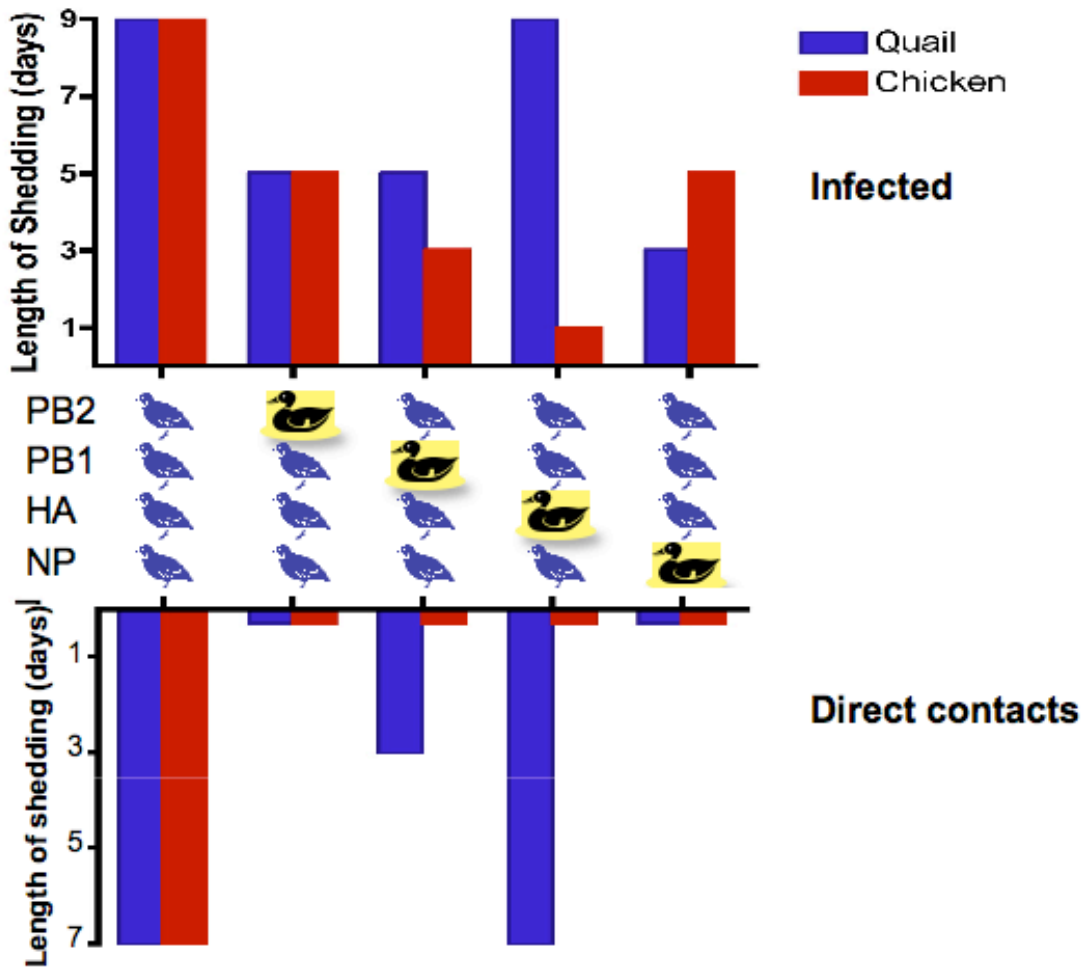 Length of Shedding (days)
9
7
5
3
1
Quail
Chicken
Infected
PB2
PB1
HA
NP
Length of shedding (days)
1
3
5
7
Direct contacts